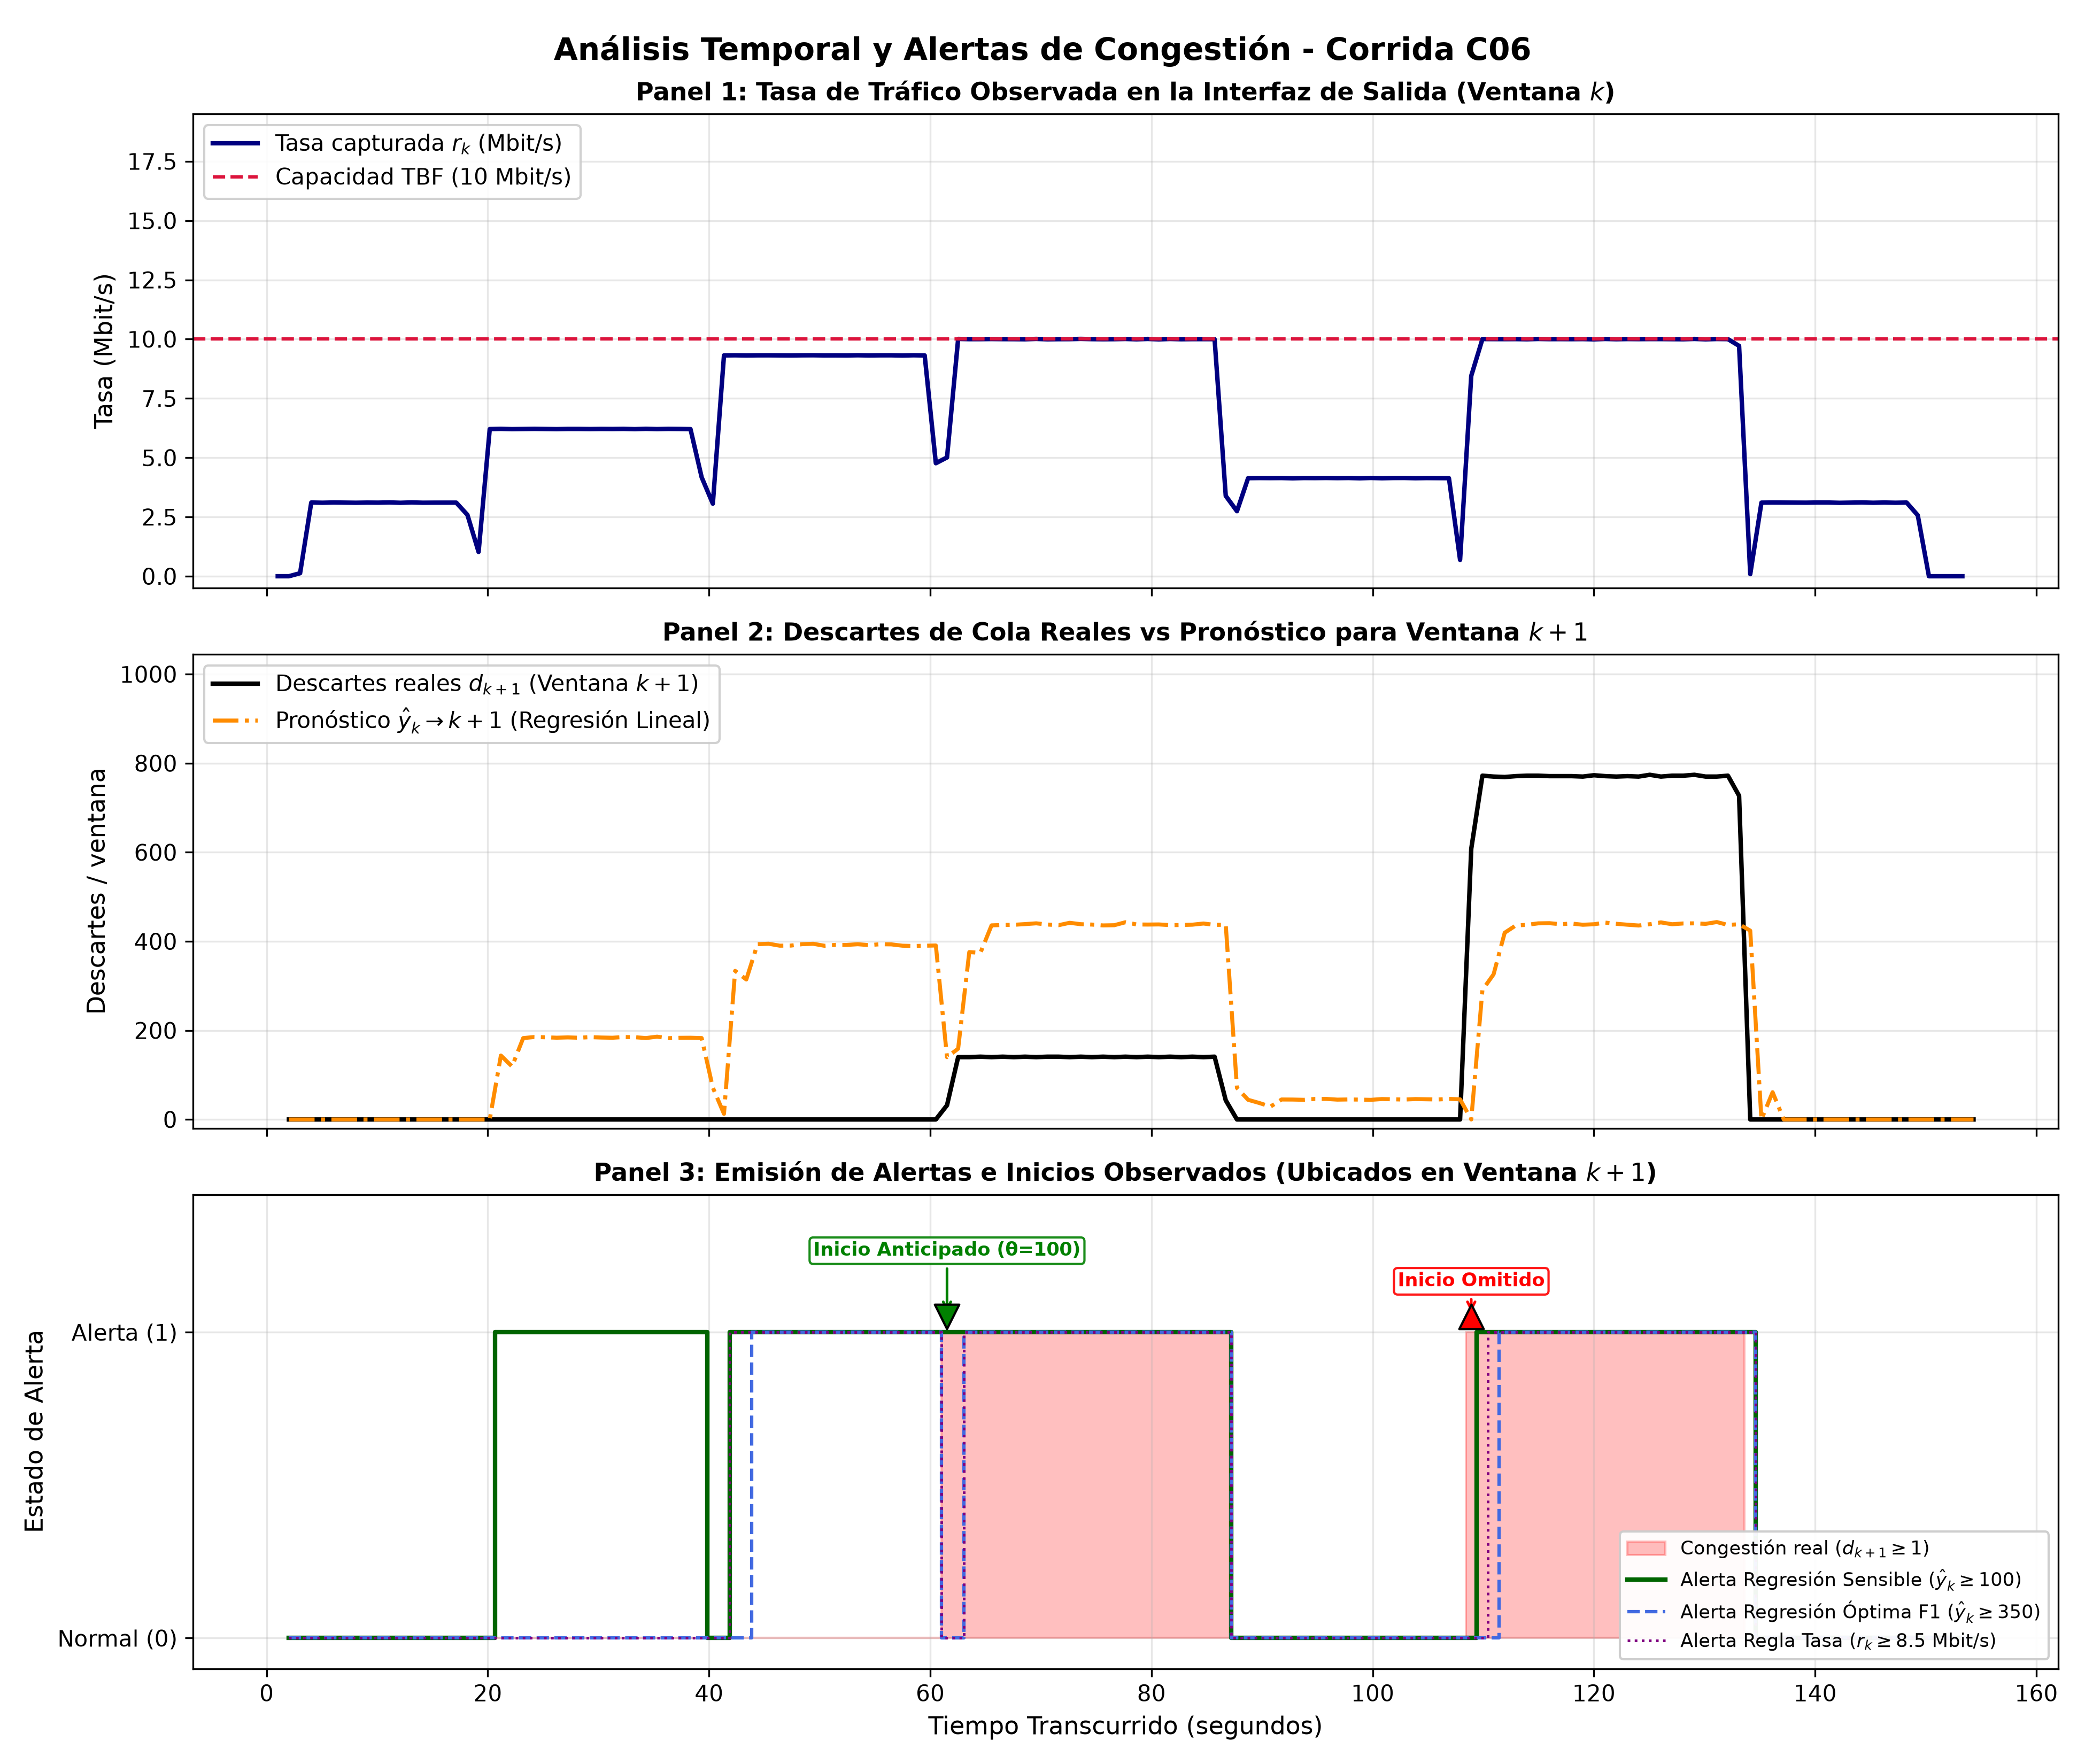 Análisis Temporal y Alertas de Congestión - Corrida C06
Panel 1: Tasa de Tráfico Observada en la Interfaz de Salida (Ventana k)
Tasa capturada r_k (Mbit/s)
Capacidad TBF (10 Mbit/s)
Tasa (Mbit/s)
17.5
15.0
12.5
10.0
7.5
5.0
2.5
0.0
Panel 2: Descartes de Cola Reales vs Pronóstico para Ventana k + 1
Descartes reales d_{k+1} (Ventana k + 1)
Pronóstico ŷ_k → k + 1 (Regresión Lineal)
Descartes / ventana
1000
800
600
400
200
0
Panel 3: Emisión de Alertas e Inicios Observados (Ubicados en Ventana k + 1)
Inicio Anticipado (θ=100)
Inicio Omitido
Estado de Alerta
Alerta (1)
Normal (0)
Congestión real (d_{k+1} ≥ 1)
Alerta Regresión Sensible (ŷ_k ≥ 100)
Alerta Regresión Óptima F1 (ŷ_k ≥ 350)
Alerta Regla Tasa (r_k ≥ 8.5 Mbit/s)
0 20 40 60 80 100 120 140 160
Tiempo Transcurrido (segundos)